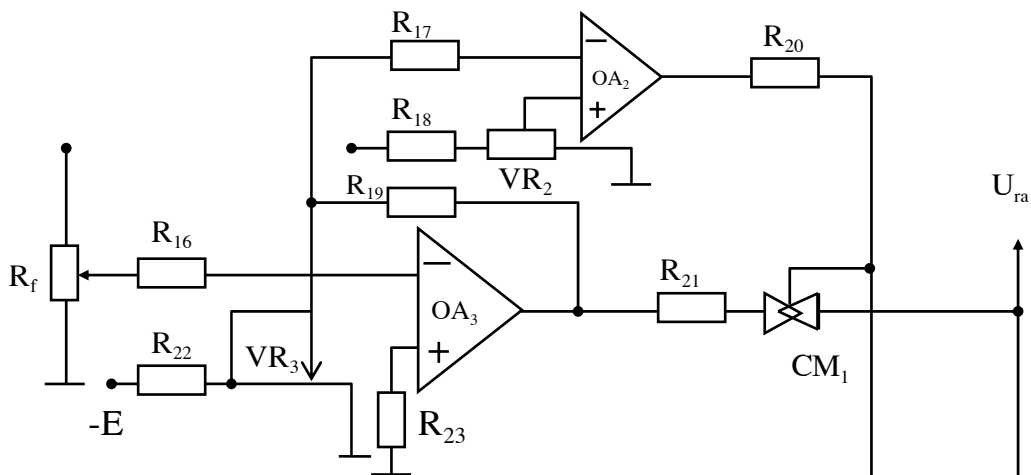 R17
R20
OA2
−
+
R18
VR2
R19
Ura
R16
Rf
−
OA3
+
R21
R22
VR3
CM1
-E
R23